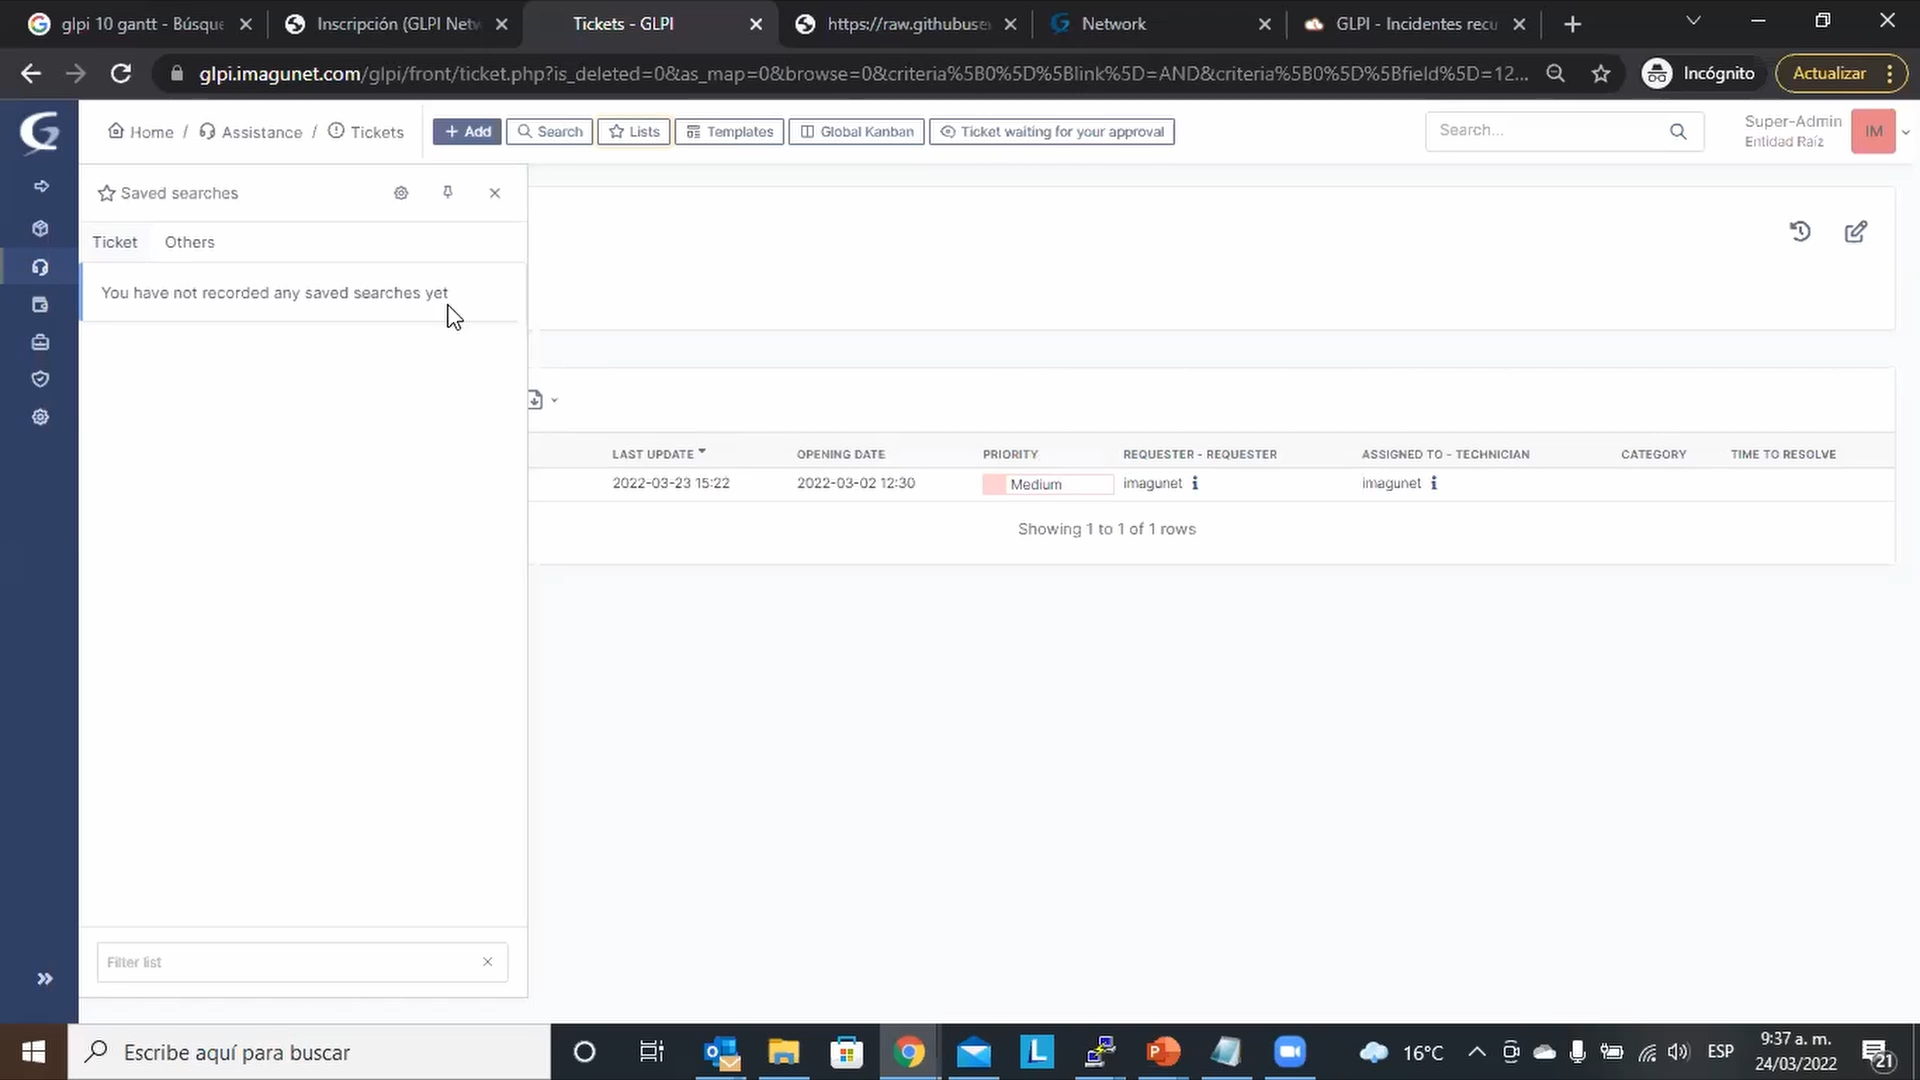 glpi 10 gantt - Búsque
Inscripción (GLPI Netw
Tickets - GLPI
https://raw.githubuse
Network
GLPI - Incidentes recu
glpi.imagunet.com/glpi/front/ticket.php?is_deleted=0&as_map=0&browse=0&criteria%5B0%5D%5Blink%5D=AND&criteria%5B0%5D%5Bfield%5D=12...
Incógnito
Actualizar
Home / Assistance / Tickets
+ Add
Search
Lists
Templates
Global Kanban
Ticket waiting for your approval
Search...
Super-Admin
Entidad Raíz
IM
Saved searches
Ticket
Others
You have not recorded any saved searches yet
LAST UPDATE
OPENING DATE
PRIORITY
REQUESTER - REQUESTER
ASSIGNED TO - TECHNICIAN
CATEGORY
TIME TO RESOLVE
2022-03-23 15:22
2022-03-02 12:30
Medium
imagunet
imagunet
Showing 1 to 1 of 1 rows
Filter list
Escribe aquí para buscar
16°C
ESP
9:37 a. m.
24/03/2022
21